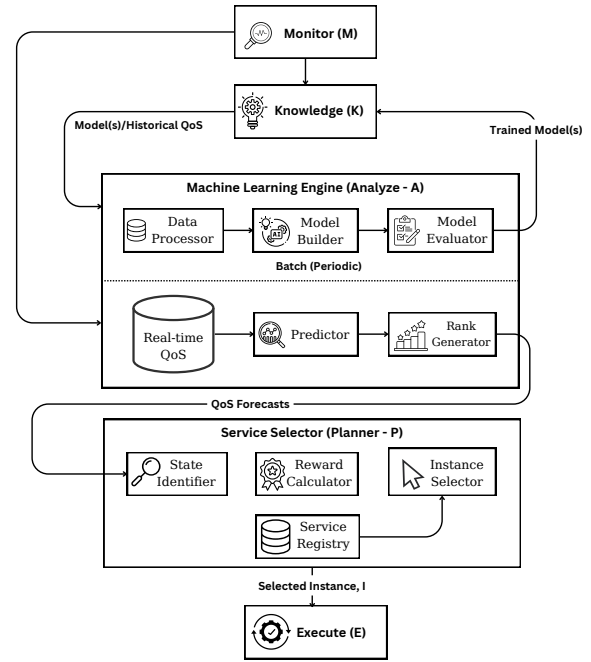 Monitor (M)
Knowledge (K)
Model(s)/Historical QoS
Trained Model(s)
Machine Learning Engine (Analyze - A)
Data
Processor
AI
Model
Builder
Model
Evaluator
Batch (Periodic)
Real-time
QoS
Predictor
Rank
Generator
QoS Forecasts
Service Selector (Planner - P)
State
Identifier
Reward
Calculator
Instance
Selector
Service
Registry
Selected Instance, I
Execute (E)